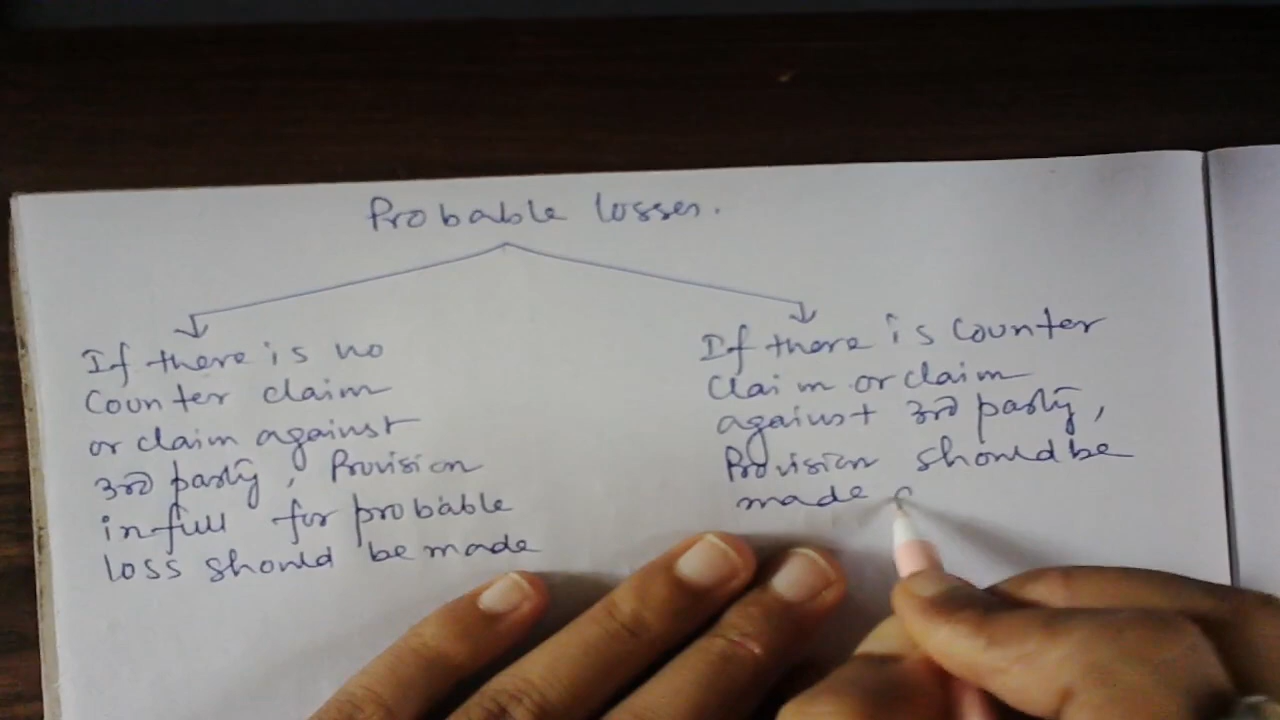 Probable losses.
If there is no
Counter claim
or claim against
3rd party, Provision
in full for probable
loss should be made
If there is Counter
Claim or claim
against 3rd party,
Provision should be
made